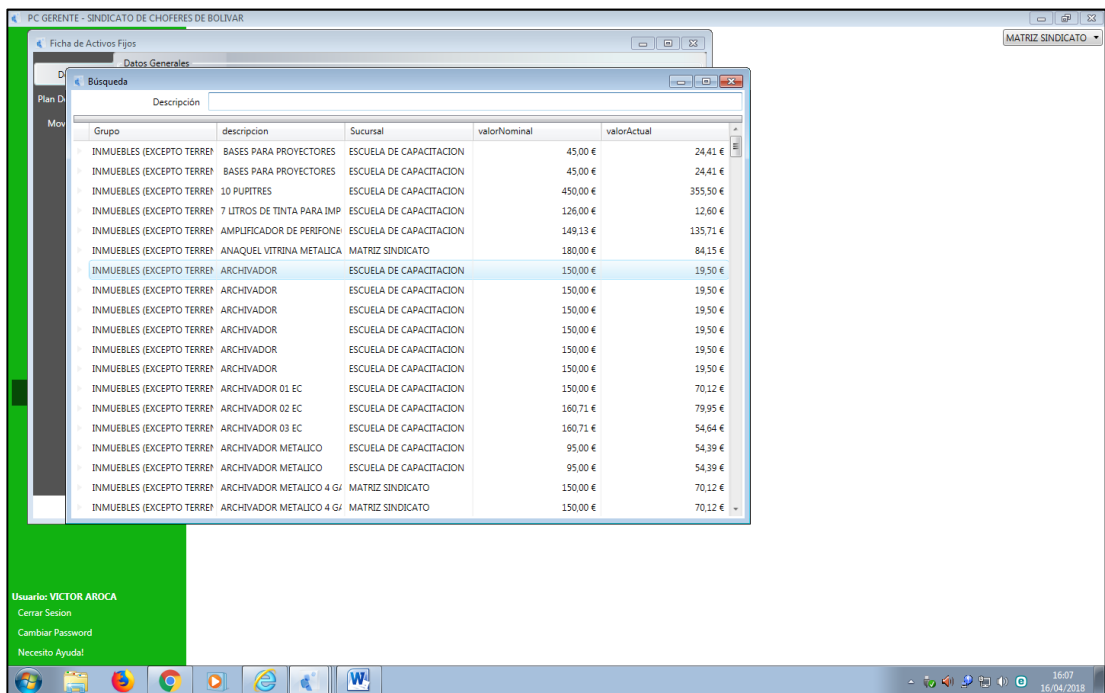 PC GERENTE - SINDICATO DE CHOFERES DE BOLIVAR
MATRIZ SINDICATO
Ficha de Activos Fijos
Datos Generales
Plan D
Mov
Búsqueda
Descripción
Grupo descripcion Sucursal valorNominal valorActual
INMUEBLES (EXCEPTO TERREN BASES PARA PROYECTORES ESCUELA DE CAPACITACION 45,00 € 24,41 €
INMUEBLES (EXCEPTO TERREN BASES PARA PROYECTORES ESCUELA DE CAPACITACION 45,00 € 24,41 €
INMUEBLES (EXCEPTO TERREN 10 PUPITRES ESCUELA DE CAPACITACION 450,00 € 355,50 €
INMUEBLES (EXCEPTO TERREN 7 LITROS DE TINTA PARA IMP ESCUELA DE CAPACITACION 126,00 € 12,60 €
INMUEBLES (EXCEPTO TERREN AMPLIFICADOR DE PERIFONE ESCUELA DE CAPACITACION 149,13 € 135,71 €
INMUEBLES (EXCEPTO TERREN ANAQUEL VITRINA METALICA MATRIZ SINDICATO 180,00 € 84,15 €
INMUEBLES (EXCEPTO TERREN ARCHIVADOR ESCUELA DE CAPACITACION 150,00 € 19,50 €
INMUEBLES (EXCEPTO TERREN ARCHIVADOR ESCUELA DE CAPACITACION 150,00 € 19,50 €
INMUEBLES (EXCEPTO TERREN ARCHIVADOR ESCUELA DE CAPACITACION 150,00 € 19,50 €
INMUEBLES (EXCEPTO TERREN ARCHIVADOR ESCUELA DE CAPACITACION 150,00 € 19,50 €
INMUEBLES (EXCEPTO TERREN ARCHIVADOR ESCUELA DE CAPACITACION 150,00 € 19,50 €
INMUEBLES (EXCEPTO TERREN ARCHIVADOR ESCUELA DE CAPACITACION 150,00 € 19,50 €
INMUEBLES (EXCEPTO TERREN ARCHIVADOR 01 EC ESCUELA DE CAPACITACION 150,00 € 70,12 €
INMUEBLES (EXCEPTO TERREN ARCHIVADOR 02 EC ESCUELA DE CAPACITACION 160,71 € 79,95 €
INMUEBLES (EXCEPTO TERREN ARCHIVADOR 03 EC ESCUELA DE CAPACITACION 160,71 € 54,64 €
INMUEBLES (EXCEPTO TERREN ARCHIVADOR METALICO ESCUELA DE CAPACITACION 95,00 € 54,39 €
INMUEBLES (EXCEPTO TERREN ARCHIVADOR METALICO ESCUELA DE CAPACITACION 95,00 € 54,39 €
INMUEBLES (EXCEPTO TERREN ARCHIVADOR METALICO 4 GA MATRIZ SINDICATO 150,00 € 70,12 €
INMUEBLES (EXCEPTO TERREN ARCHIVADOR METALICO 4 GA MATRIZ SINDICATO 150,00 € 70,12 €
Usuario: VICTOR AROCA
Cerrar Sesion
Cambiar Password
Necesito Ayuda!
16:07
16/04/2018